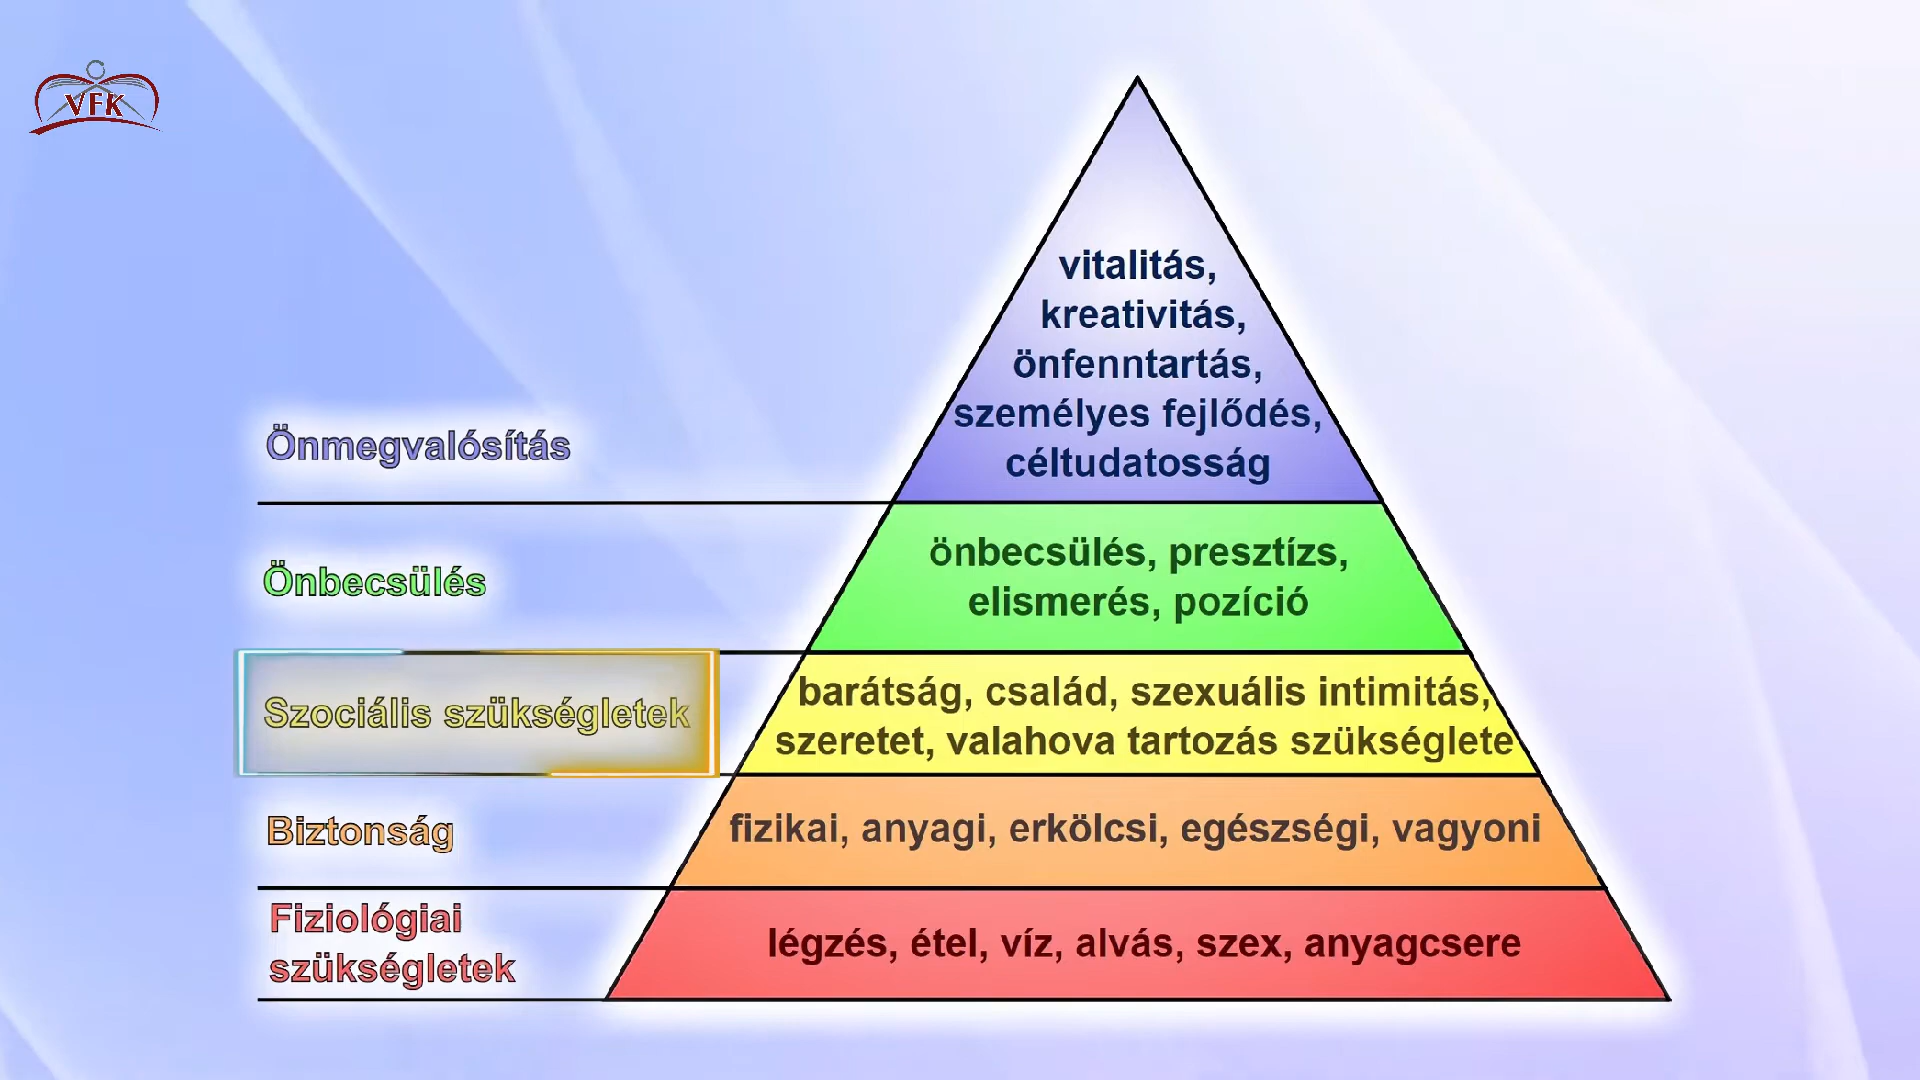 VFK
vitalitás,
kreativitás,
önfenntartás,
személyes fejlődés,
céltudatosság
Önmegvalósítás
önbecsülés, presztízs,
elismerés, pozíció
Önbecsülés
barátság, család, szexuális intimitás,
szeretet, valahova tartozás szükséglete
Szociális szükségletek
fizikai, anyagi, erkölcsi, egészségi, vagyoni
Biztonság
légzés, étel, víz, alvás, szex, anyagcsere
Fiziológiai
szükségletek